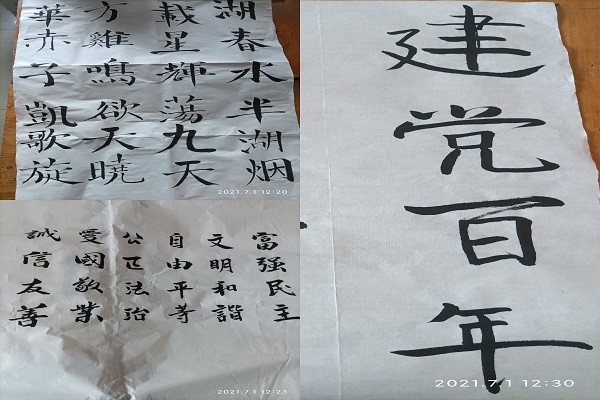 湖春水半湖烟
載星輝蕩九天
方雞鳴欲天曉
華赤子凱歌旋
2021.7.1 12:20
富强民主
文明和諧
自由平等
公正法治
愛國敬業
誠信友善
2021.7.1 12:23
建党百年
2021.7.1 12:30